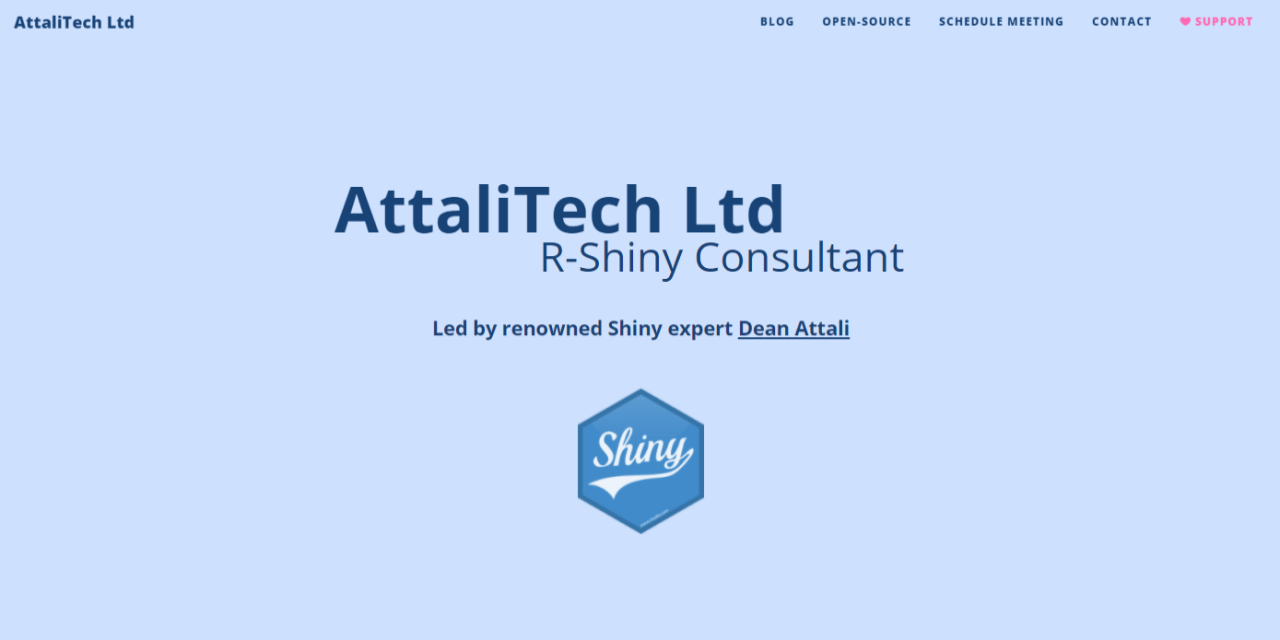 AttaliTech Ltd
BLOG OPEN-SOURCE SCHEDULE MEETING CONTACT SUPPORT
AttaliTech Ltd
R-Shiny Consultant
Led by renowned Shiny expert Dean Attali
Shiny